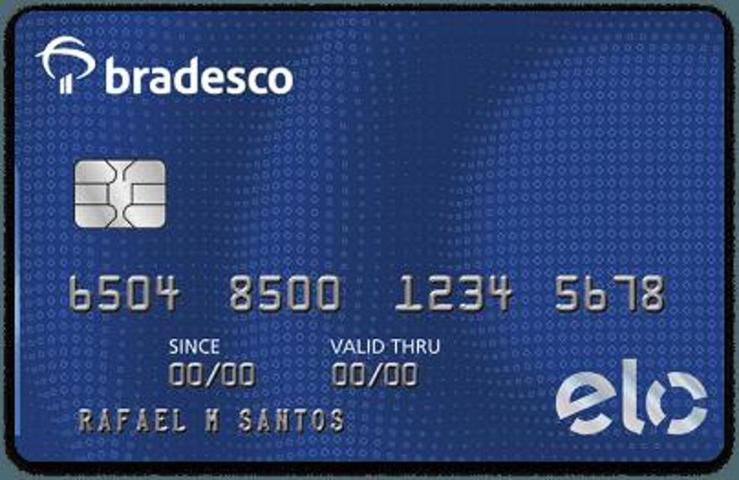 bradesco
6504 8500 1234 5678
SINCE VALID THRU
00/00 00/00
RAFAEL M SANTOS
elo